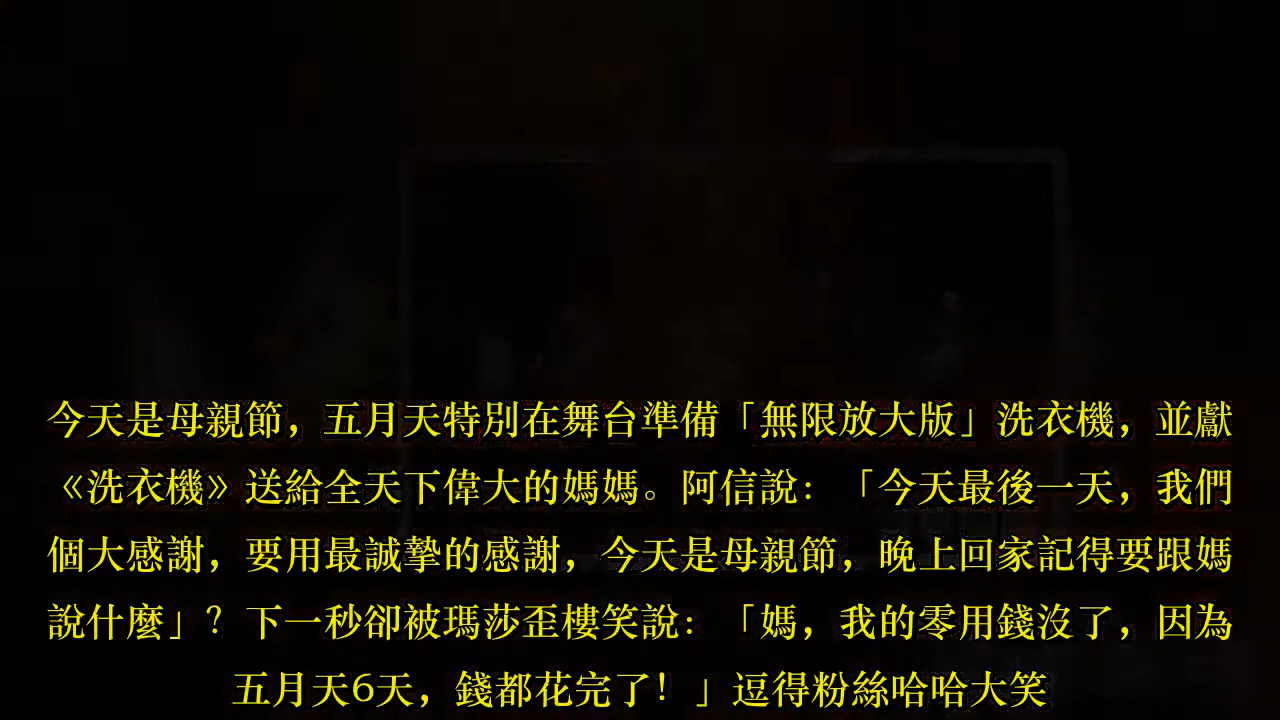 今天是母親節，五月天特別在舞台準備「無限放大版」洗衣機，並獻
《洗衣機》送給全天下偉大的媽媽。阿信說：「今天最後一天，我們
個大感謝，要用最誠摯的感謝，今天是母親節，晚上回家記得要跟媽
說什麼」？下一秒卻被瑪莎歪樓笑說：「媽，我的零用錢沒了，因為
五月天6天，錢都花完了！」逗得粉絲哈哈大笑